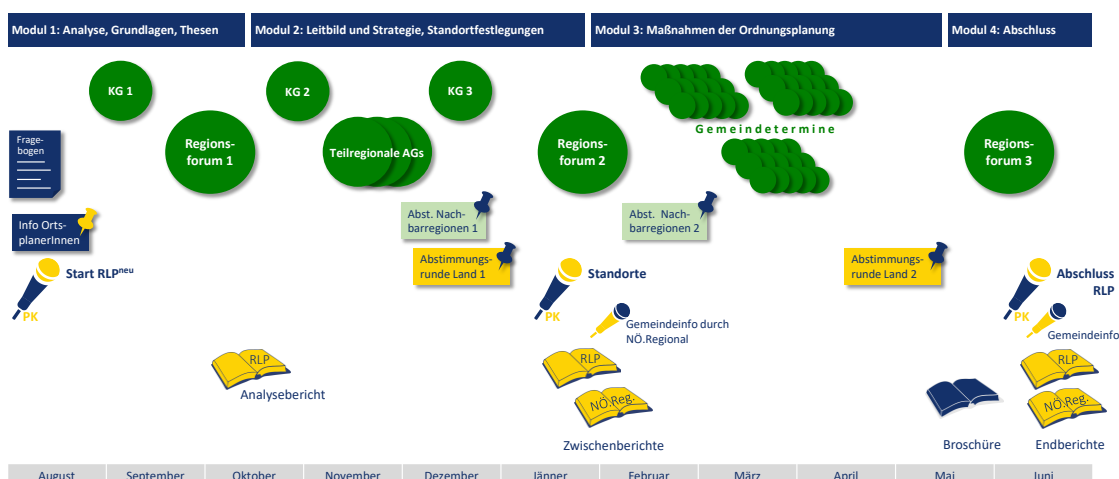 Modul 1: Analyse, Grundlagen, Thesen
Modul 2: Leitbild und Strategie, Standortfestlegungen
Modul 3: Maßnahmen der Ordnungsplanung
Modul 4: Abschluss
KG 1
KG 2
KG 3
Gemeindetermine
Frage-
bogen
Regions-
forum 1
Teilregionale AGs
Regions-
forum 2
Regions-
forum 3
Info Orts-
planerInnen
Abst. Nach-
barregionen 1
Abst. Nach-
barregionen 2
Abstimmungs-
runde Land 1
Abstimmungs-
runde Land 2
Start RLPneu
PK
Standorte
PK
Abschluss
RLP
PK
Gemeindeinfo durch
NÖ.Regional
Gemeindeinfo
RLP
Analysebericht
RLP
NÖ.Reg.
Zwischenberichte
Broschüre
RLP
NÖ.Reg.
Endberichte
August
September
Oktober
November
Dezember
Jänner
Februar
März
April
Mai
Juni